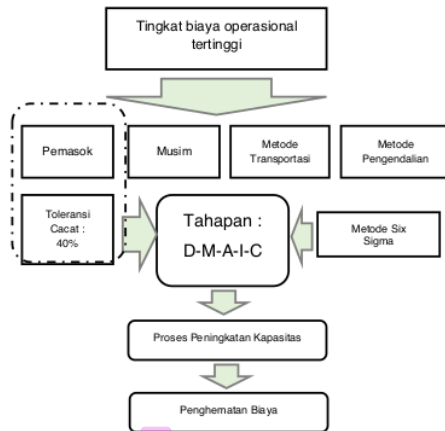 Tingkat biaya operasional
tertinggi
Pemasok
Musim
Metode
Transportasi
Metode
Pengendalian
Toleransi
Cacat :
40%
Tahapan :
D-M-A-I-C
Metode Six
Sigma
Proses Peningkatan Kapasitas
Penghematan Biaya